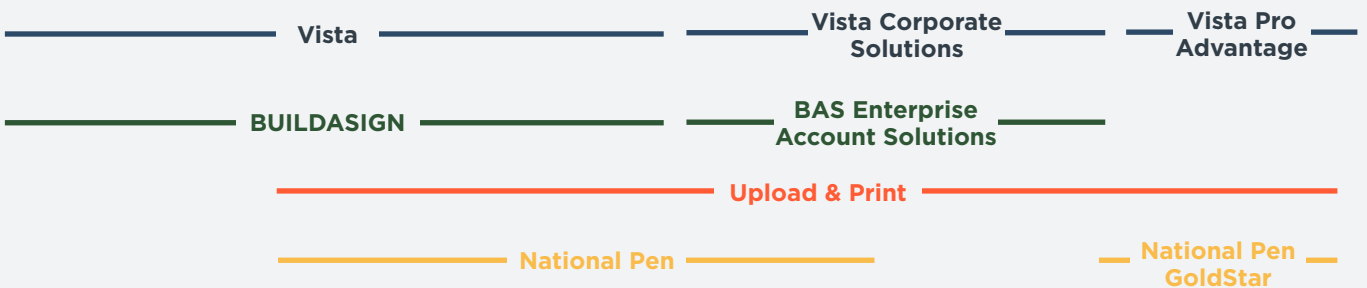 Vista
Vista Corporate
Solutions
Vista Pro
Advantage
BUILDASIGN
BAS Enterprise
Account Solutions
Upload & Print
National Pen
National Pen
GoldStar